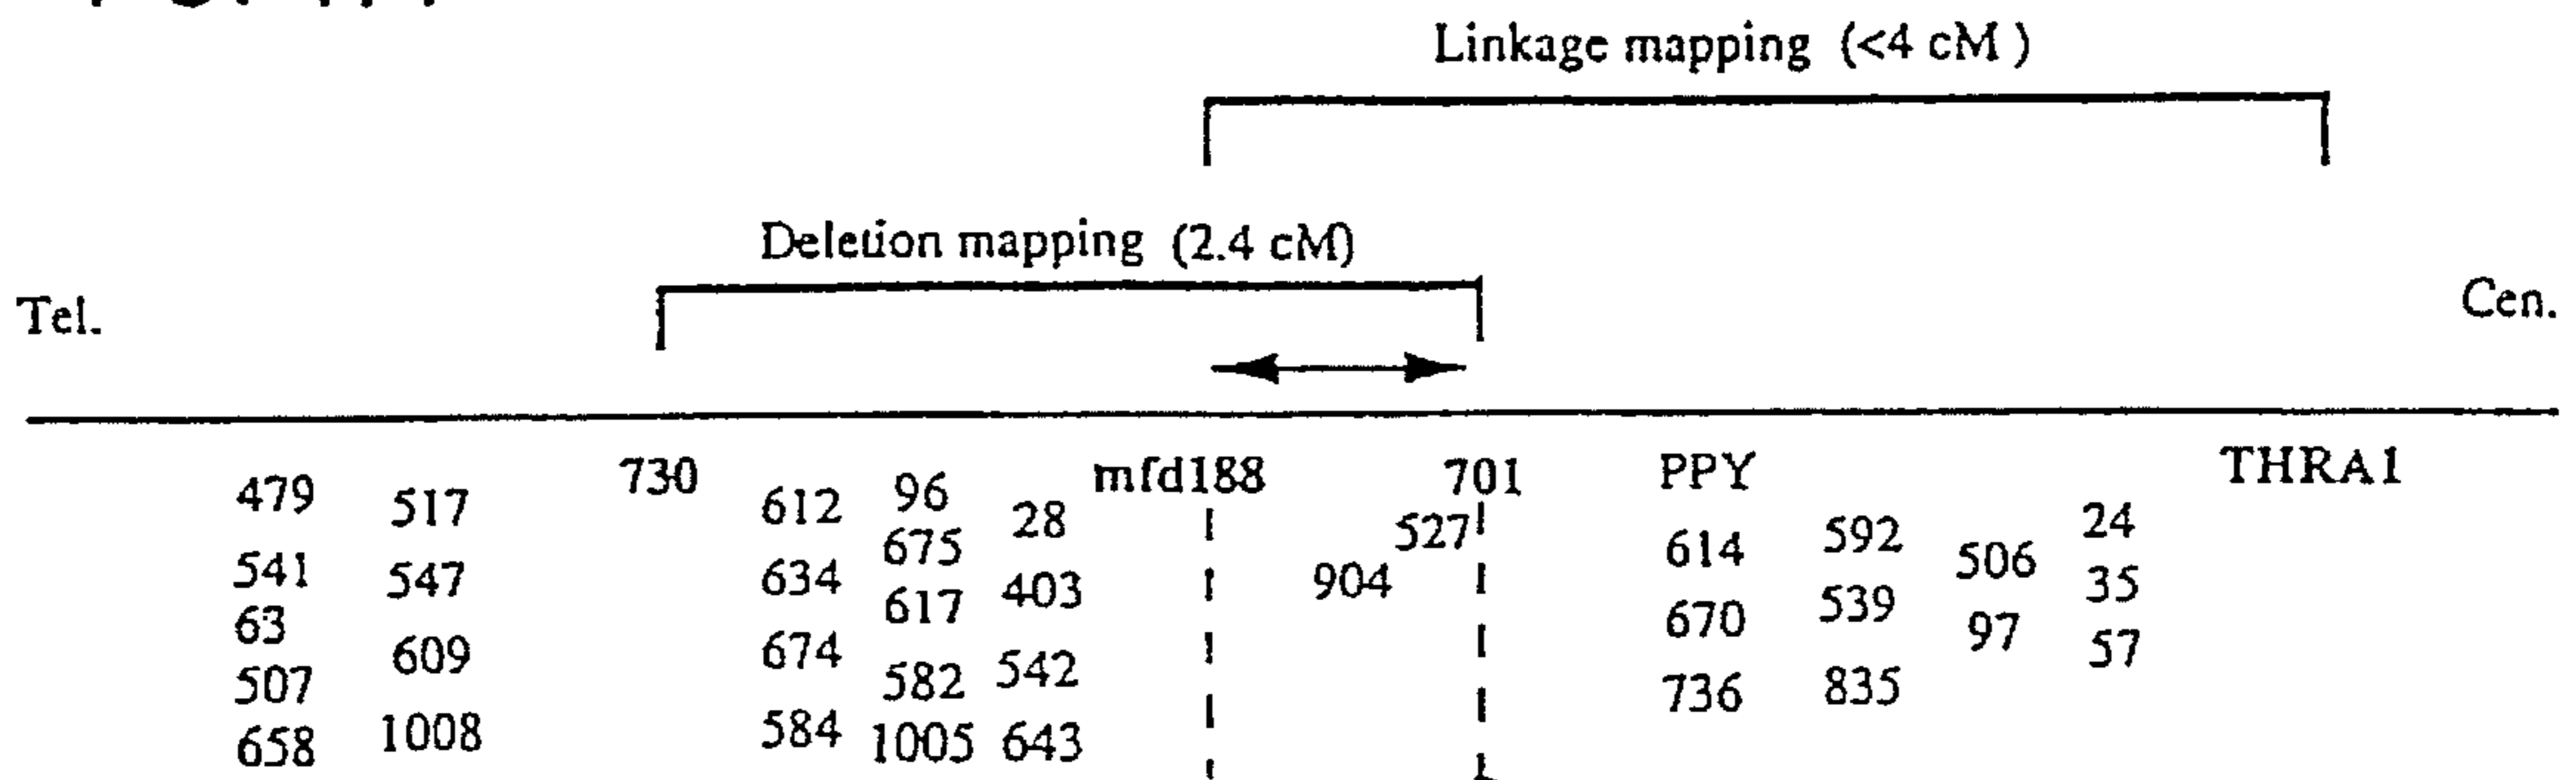 Linkage mapping (<4 cM )
Deletion mapping (2.4 cM)
Tel.
Cen.
730 mfd188 701 PPY THRA1
479 517 612 96 28 527 614 592 506 24
541 547 634 675 403 904 670 539 97 35
63 609 674 617 542 736 835 57
507 1008 584 582 643
658 1005